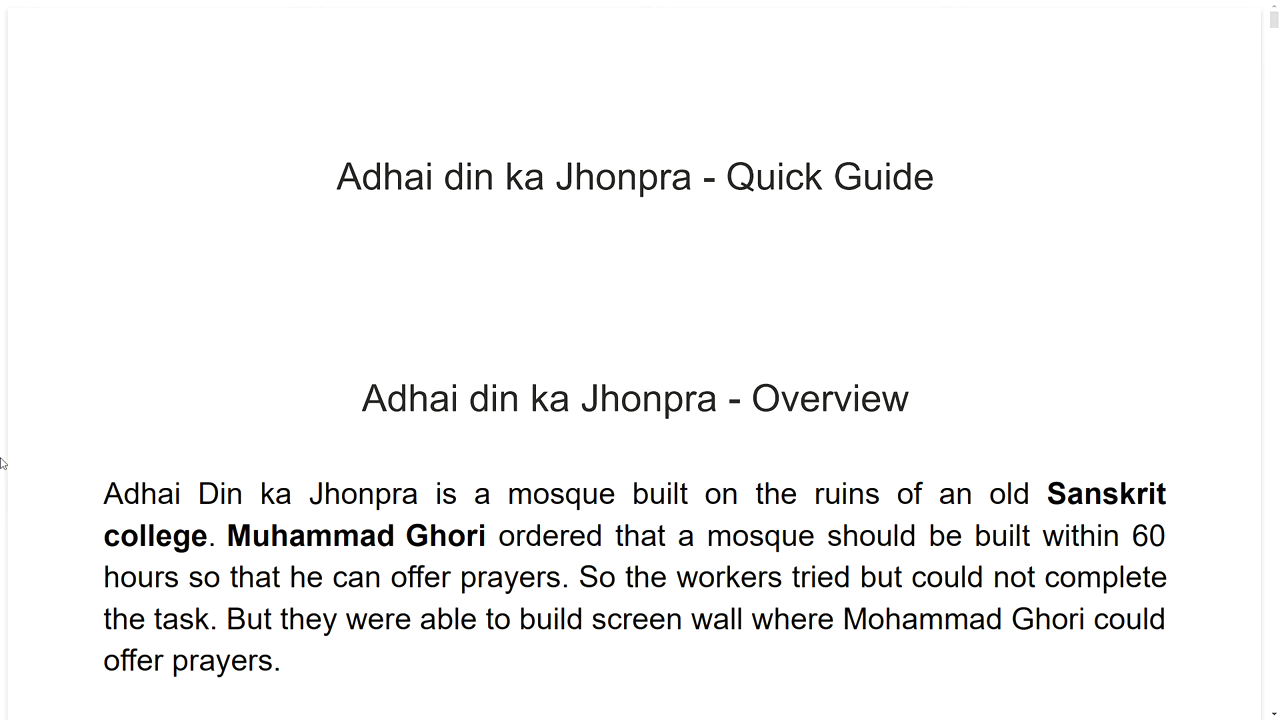 Adhai din ka Jhonpra - Quick Guide
Adhai din ka Jhonpra - Overview
Adhai Din ka Jhonpra is a mosque built on the ruins of an old Sanskrit
college. Muhammad Ghori ordered that a mosque should be built within 60
hours so that he can offer prayers. So the workers tried but could not complete
the task. But they were able to build screen wall where Mohammad Ghori could
offer prayers.